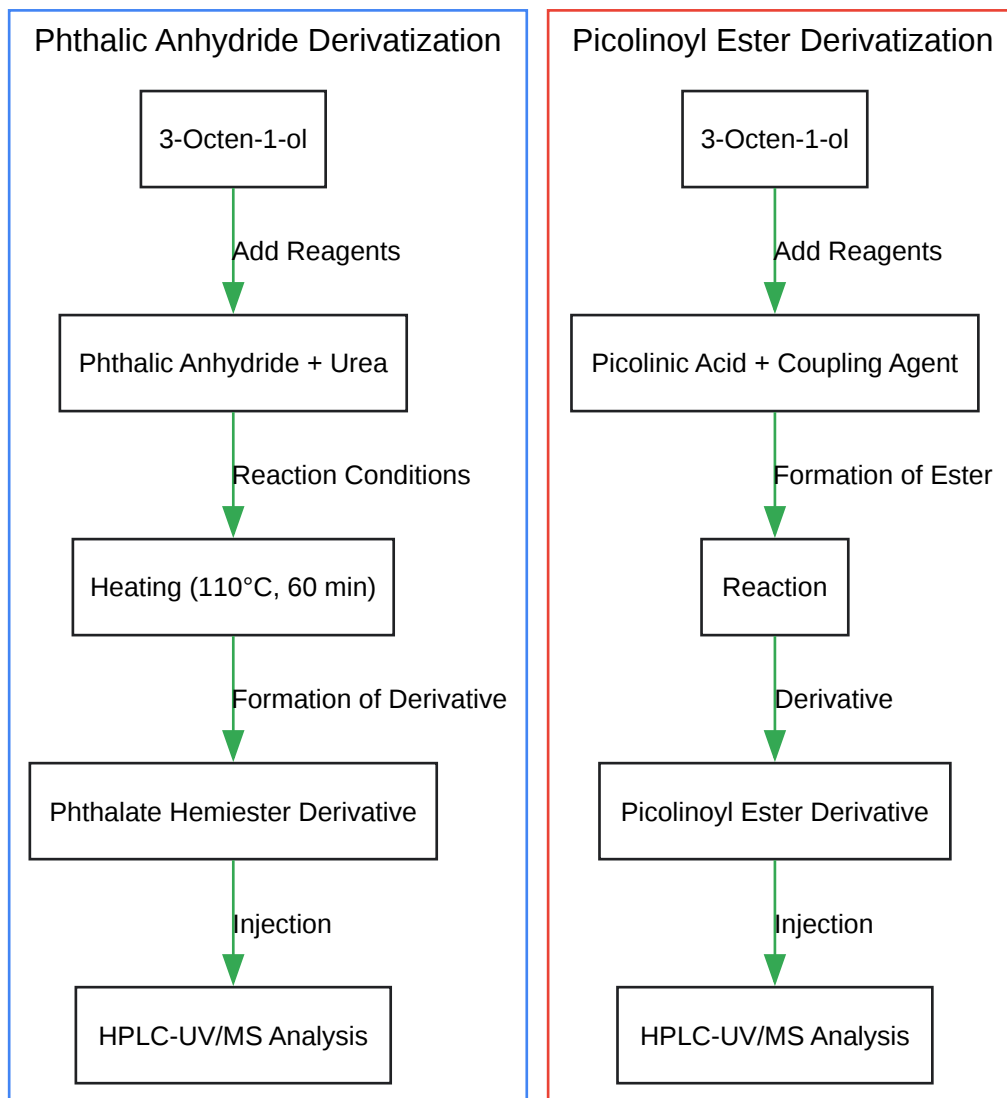 Phthalic Anhydride Derivatization
3-Octen-1-ol
Add Reagents
Phthalic Anhydride + Urea
Reaction Conditions
Heating (110°C, 60 min)
Formation of Derivative
Phthalate Hemiester Derivative
Injection
HPLC-UV/MS Analysis
Picolinoyl Ester Derivatization
3-Octen-1-ol
Add Reagents
Picolinic Acid + Coupling Agent
Formation of Ester
Reaction
Derivative
Picolinoyl Ester Derivative
Injection
HPLC-UV/MS Analysis